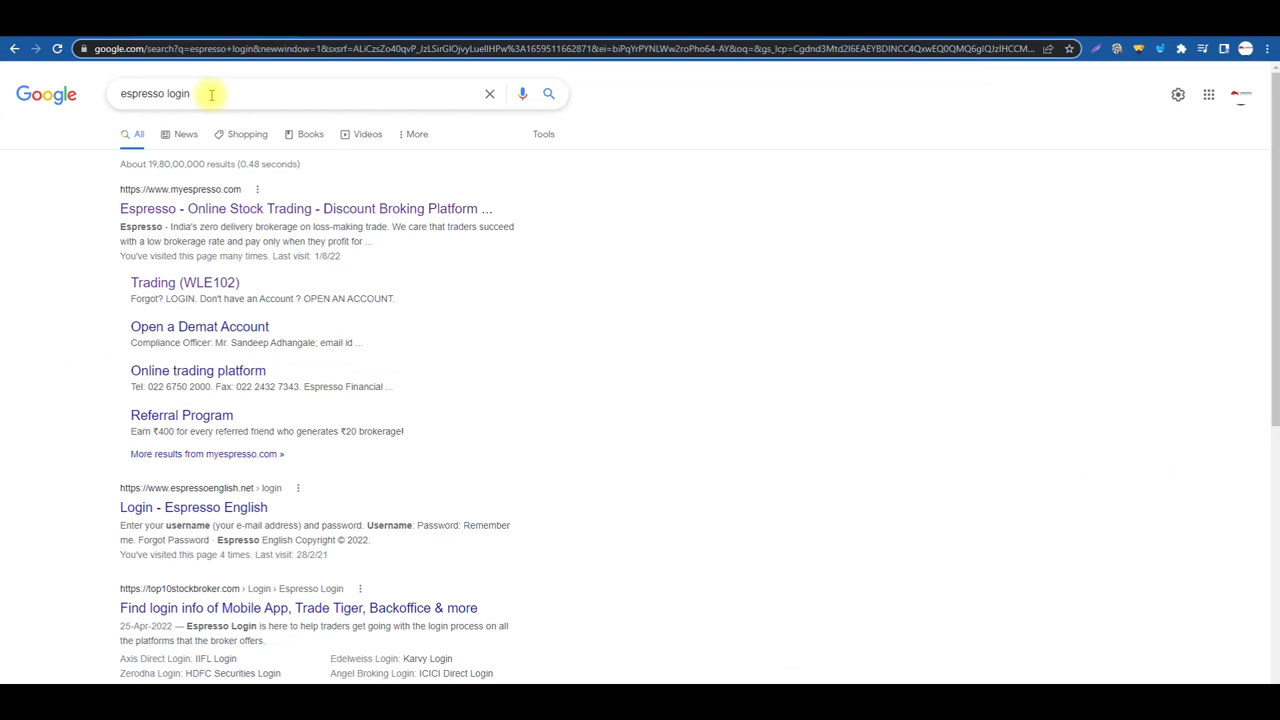 google.com/search?q=espresso+login&newwindow=1&sxsrf=ALiCzsZo40qvP_JzLSirGIOjvyLuelIHPw%3A1659511662871&ei=biPqYrPYNLWw2roPho64-AY&oq=&gs_lcp=Cgdnd3Mtd2l6EAEYBDINCC4QxwEQ0QMQ6gIQJzIHCCM...
Google
espresso login
All News Shopping Books Videos More Tools
About 19,80,00,000 results (0.48 seconds)
https://www.myespresso.com
Espresso - Online Stock Trading - Discount Broking Platform ...
Espresso - India's zero delivery brokerage on loss-making trade. We care that traders succeed
with a low brokerage rate and pay only when they profit for ...
You've visited this page many times. Last visit: 1/8/22
Trading (WLE102)
Forgot? LOGIN. Don't have an Account ? OPEN AN ACCOUNT.
Open a Demat Account
Compliance Officer: Mr. Sandeep Adhangale; email id ...
Online trading platform
Tel: 022 6750 2000. Fax: 022 2432 7343. Espresso Financial ...
Referral Program
Earn ₹400 for every referred friend who generates ₹20 brokerage!
More results from myespresso.com »
https://www.espressoenglish.net › login
Login - Espresso English
Enter your username (your e-mail address) and password. Username: Password: Remember
me. Forgot Password · Espresso English Copyright © 2022.
You've visited this page 4 times. Last visit: 28/2/21
https://top10stockbroker.com › Login › Espresso Login
Find login info of Mobile App, Trade Tiger, Backoffice & more
25-Apr-2022 — Espresso Login is here to help traders get going with the login process on all
the platforms that the broker offers.
Axis Direct Login: IIFL Login Edelweiss Login: Karvy Login
Zerodha Login: HDFC Securities Login Angel Broking Login: ICICI Direct Login